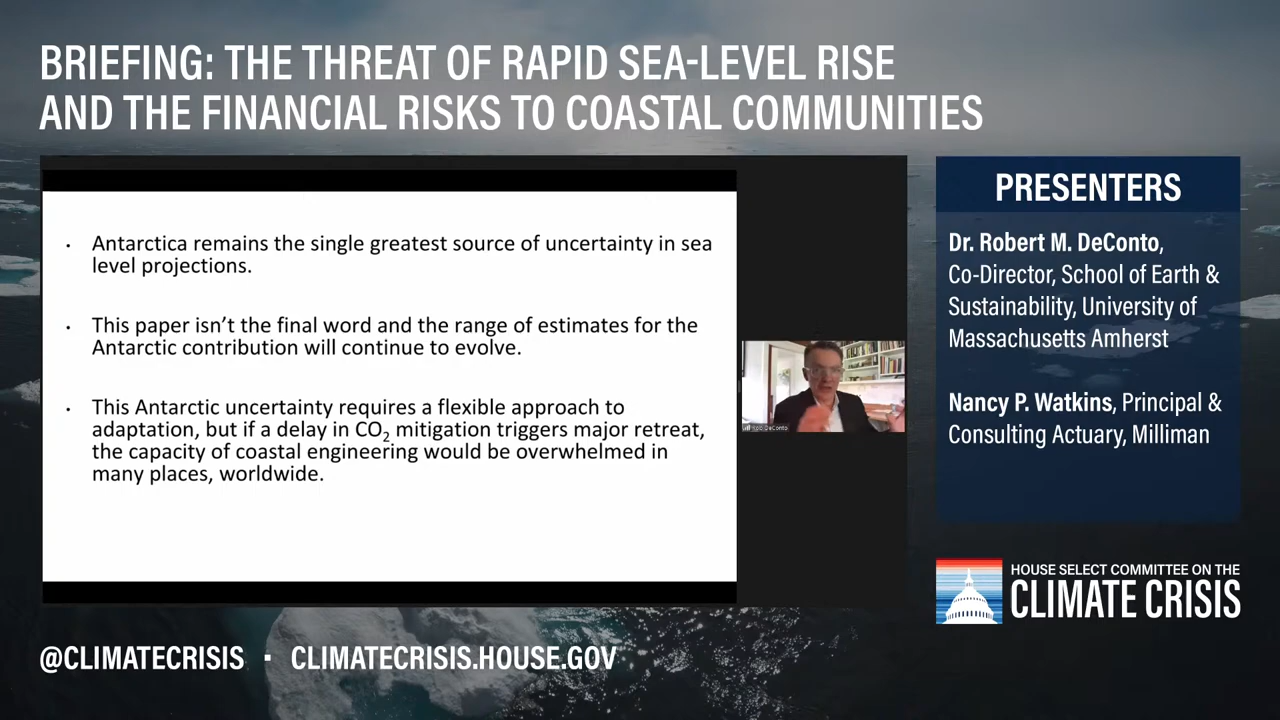 BRIEFING: THE THREAT OF RAPID SEA-LEVEL RISE
AND THE FINANCIAL RISKS TO COASTAL COMMUNITIES
• Antarctica remains the single greatest source of uncertainty in sea
level projections.
• This paper isn't the final word and the range of estimates for the
Antarctic contribution will continue to evolve.
• This Antarctic uncertainty requires a flexible approach to
adaptation, but if a delay in CO₂ mitigation triggers major retreat,
the capacity of coastal engineering would be overwhelmed in
many places, worldwide.
Rob DeConto
PRESENTERS
Dr. Robert M. DeConto,
Co-Director, School of Earth &
Sustainability, University of
Massachusetts Amherst
Nancy P. Watkins, Principal &
Consulting Actuary, Milliman
HOUSE SELECT COMMITTEE ON THE
CLIMATE CRISIS
@CLIMATECRISIS · CLIMATECRISIS.HOUSE.GOV